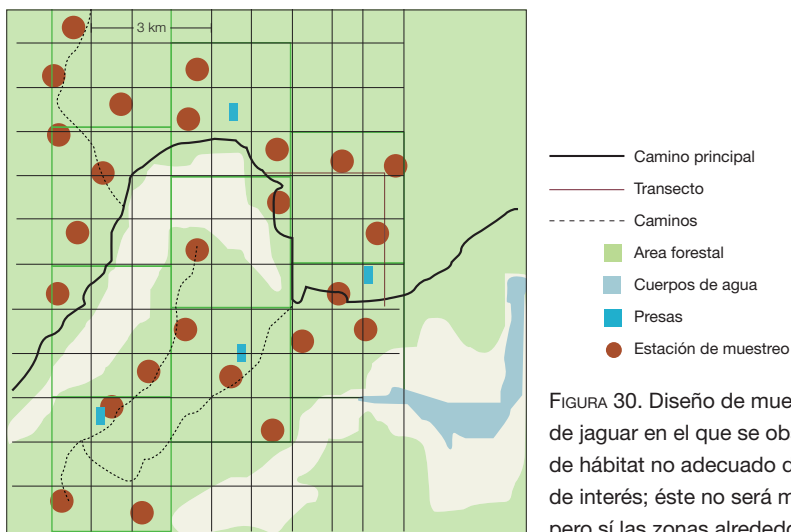 3 km
Camino principal
Transecto
Caminos
Area forestal
Cuerpos de agua
Presas
Estación de muestreo
FIGURA 30. Diseño de mue
de jaguar en el que se ob
de hábitat no adecuado
de interés; éste no será m
pero sí las zonas alrededo